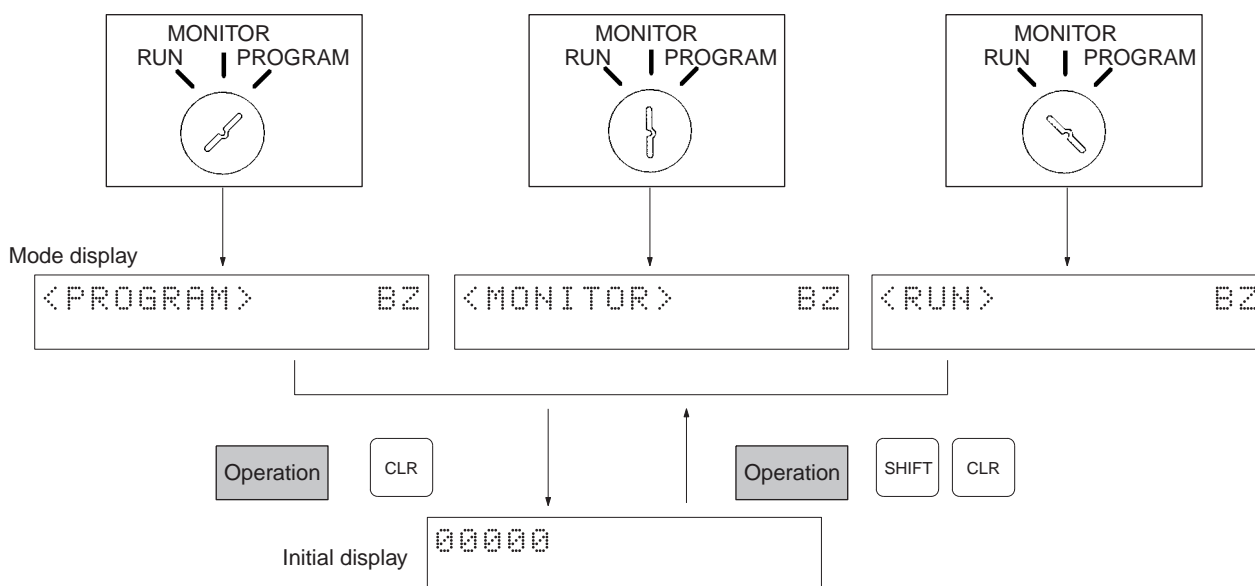 MONITOR
RUN PROGRAM
MONITOR
RUN PROGRAM
MONITOR
RUN PROGRAM
Mode display
<PROGRAM> BZ
<MONITOR> BZ
<RUN> BZ
Operation
CLR
Operation
SHIFT
CLR
Initial display
00000